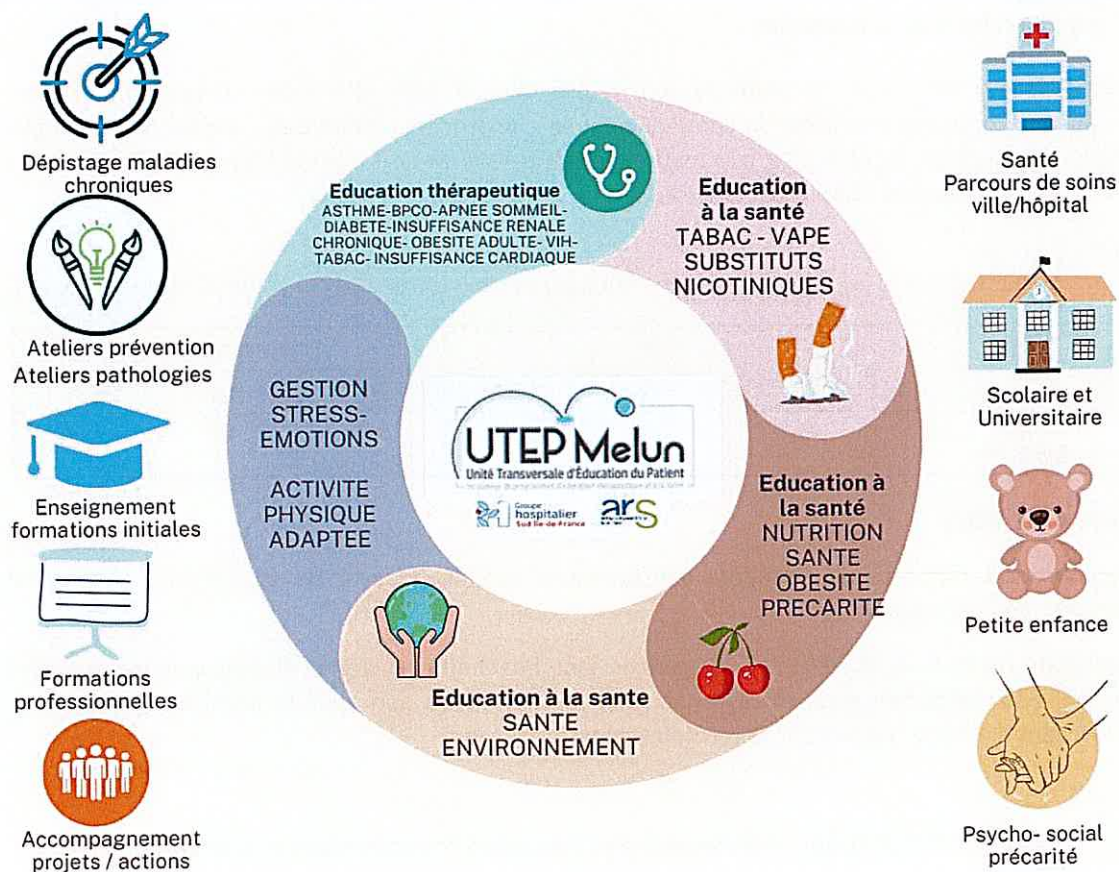 Dépistage maladies
chroniques
Ateliers prévention
Ateliers pathologies
Enseignement
formations initiales
Formations
professionnelles
Accompagnement
projets / actions
Education thérapeutique
ASTHME-BPCO-APNEE SOMMEIL-
DIABETE-INSUFFISANCE RENALE
CHRONIQUE- OBESITE ADULTE- VIH-
TABAC- INSUFFISANCE CARDIAQUE
Education
à la santé
TABAC - VAPE
SUBSTITUTS
NICOTINIQUES
Education à
la santé
NUTRITION
SANTE
OBESITE
PRECARITE
Education à la sante
SANTE
ENVIRONNEMENT
GESTION
STRESS-
EMOTIONS
ACTIVITE
PHYSIQUE
ADAPTEE
UTEP Melun
Unité Transversale d'Éducation du Patient
Groupe
hospitalier
Sud Île-de-France
ars
Santé
Parcours de soins
ville/hôpital
Scolaire et
Universitaire
Petite enfance
Psycho- social
précarité